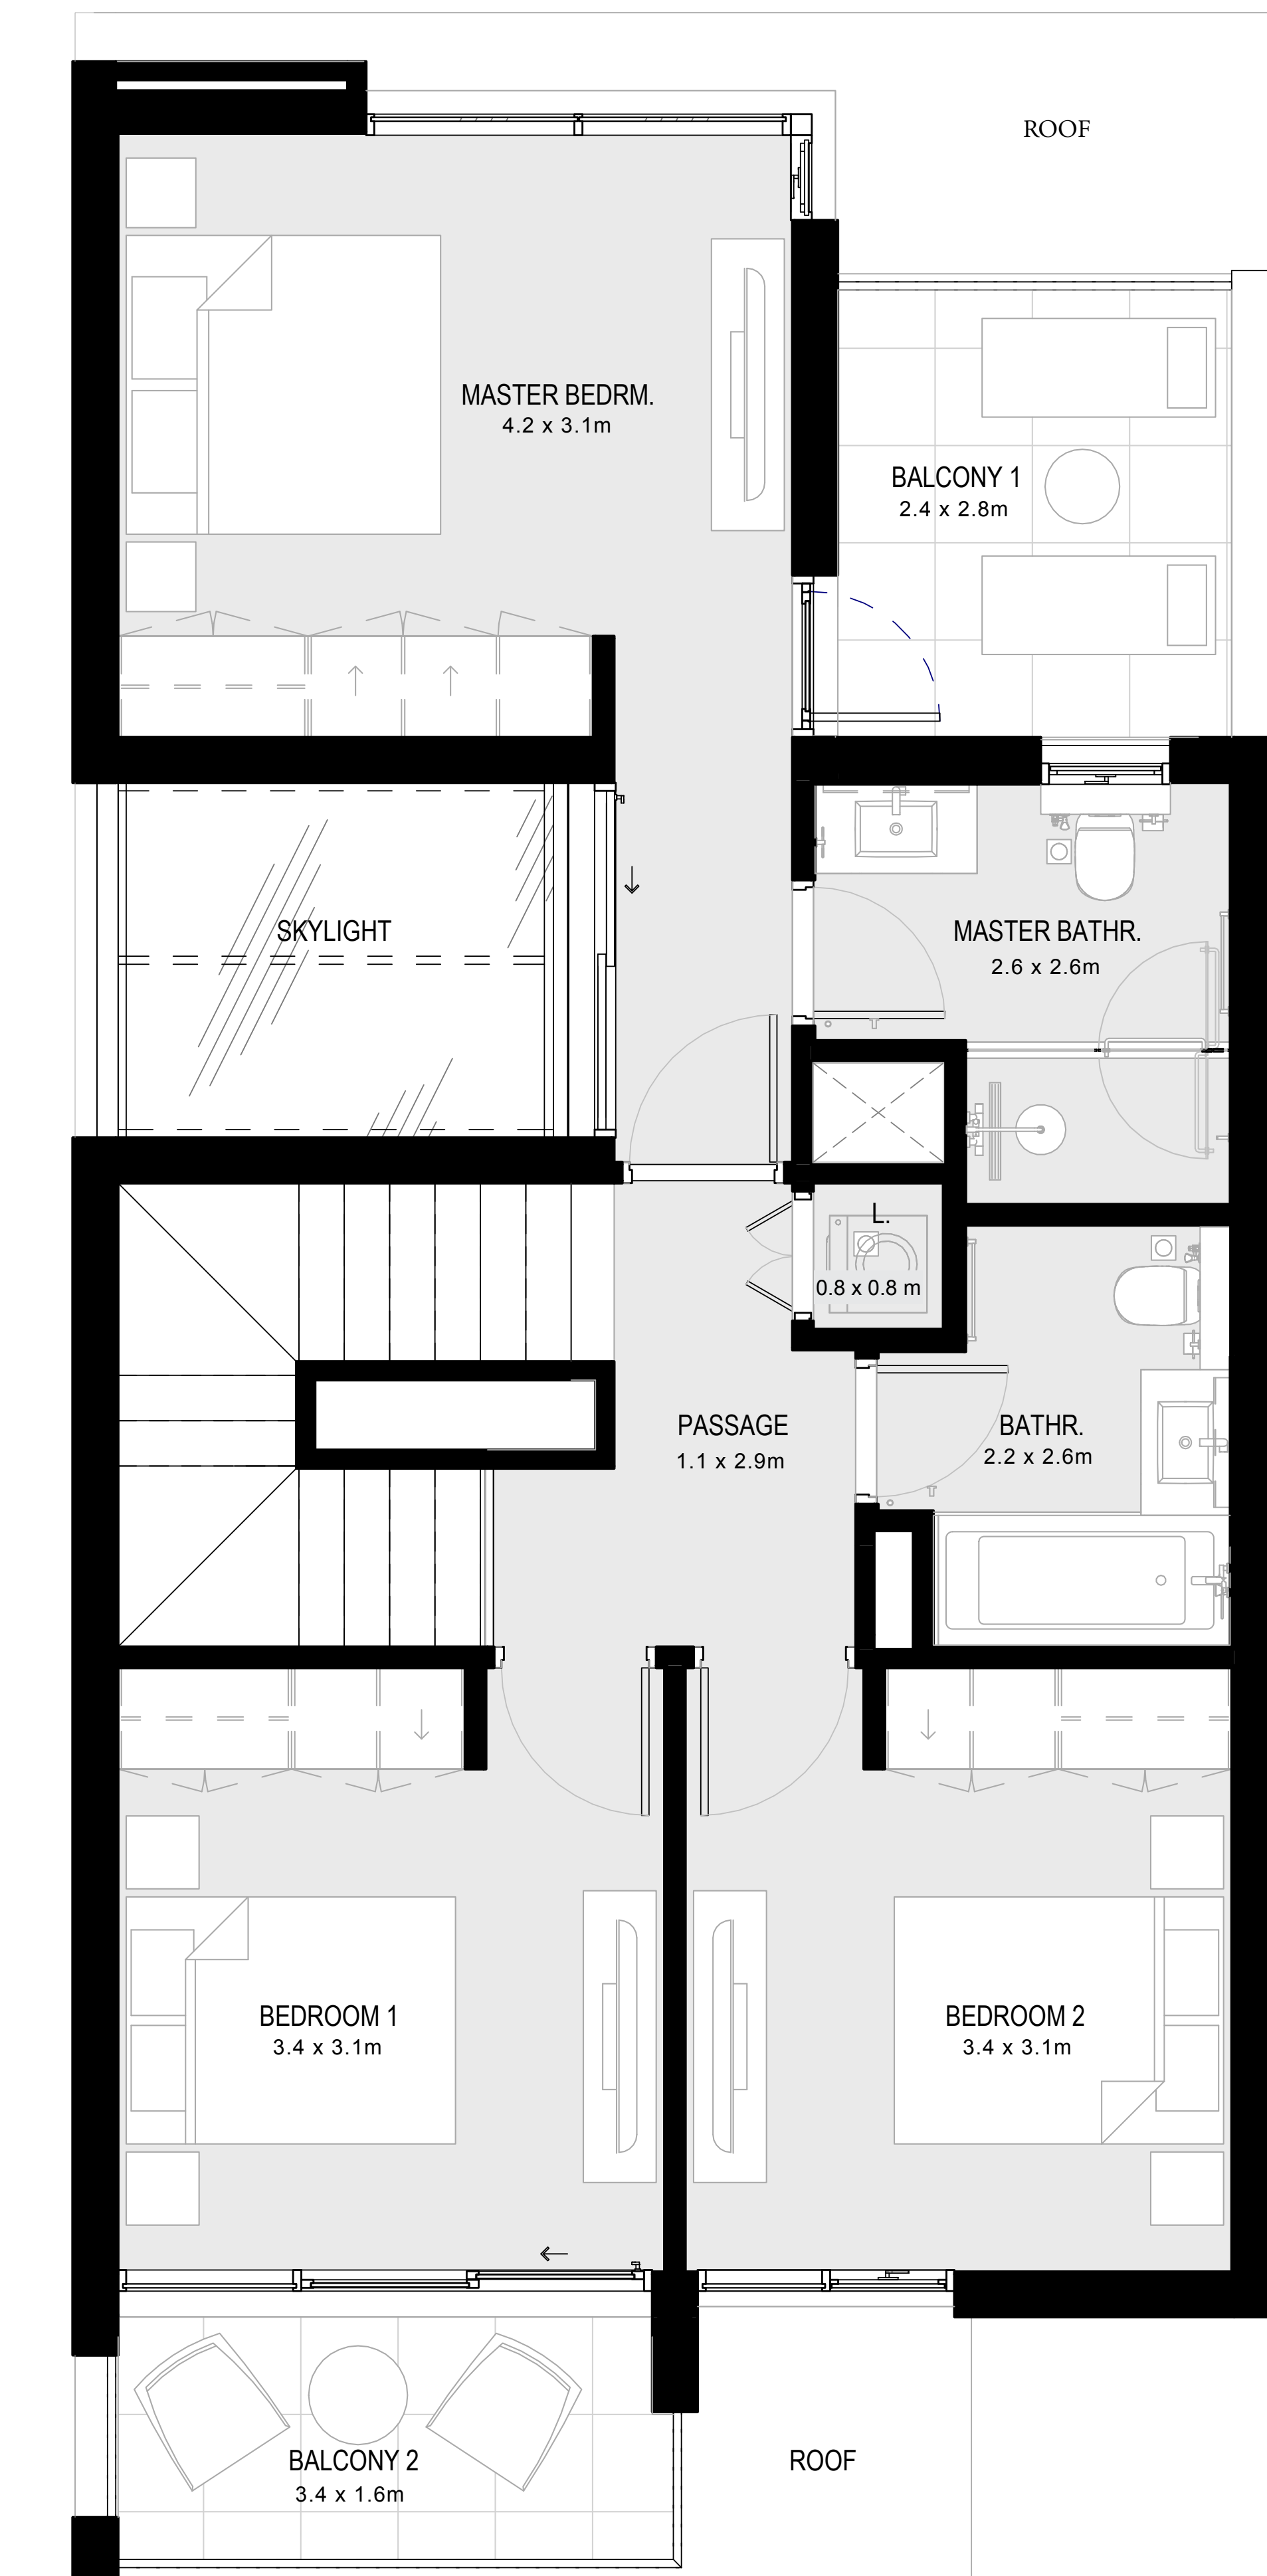 ROOF
MASTER BEDRM.
4.2 x 3.1m
BALCONY 1
2.4 x 2.8m
SKYLIGHT
MASTER BATHR.
2.6 x 2.6m
L.
0.8 x 0.8 m
PASSAGE
1.1 x 2.9m
BATHR.
2.2 x 2.6m
BEDROOM 1
3.4 x 3.1m
BEDROOM 2
3.4 x 3.1m
BALCONY 2
3.4 x 1.6m
ROOF